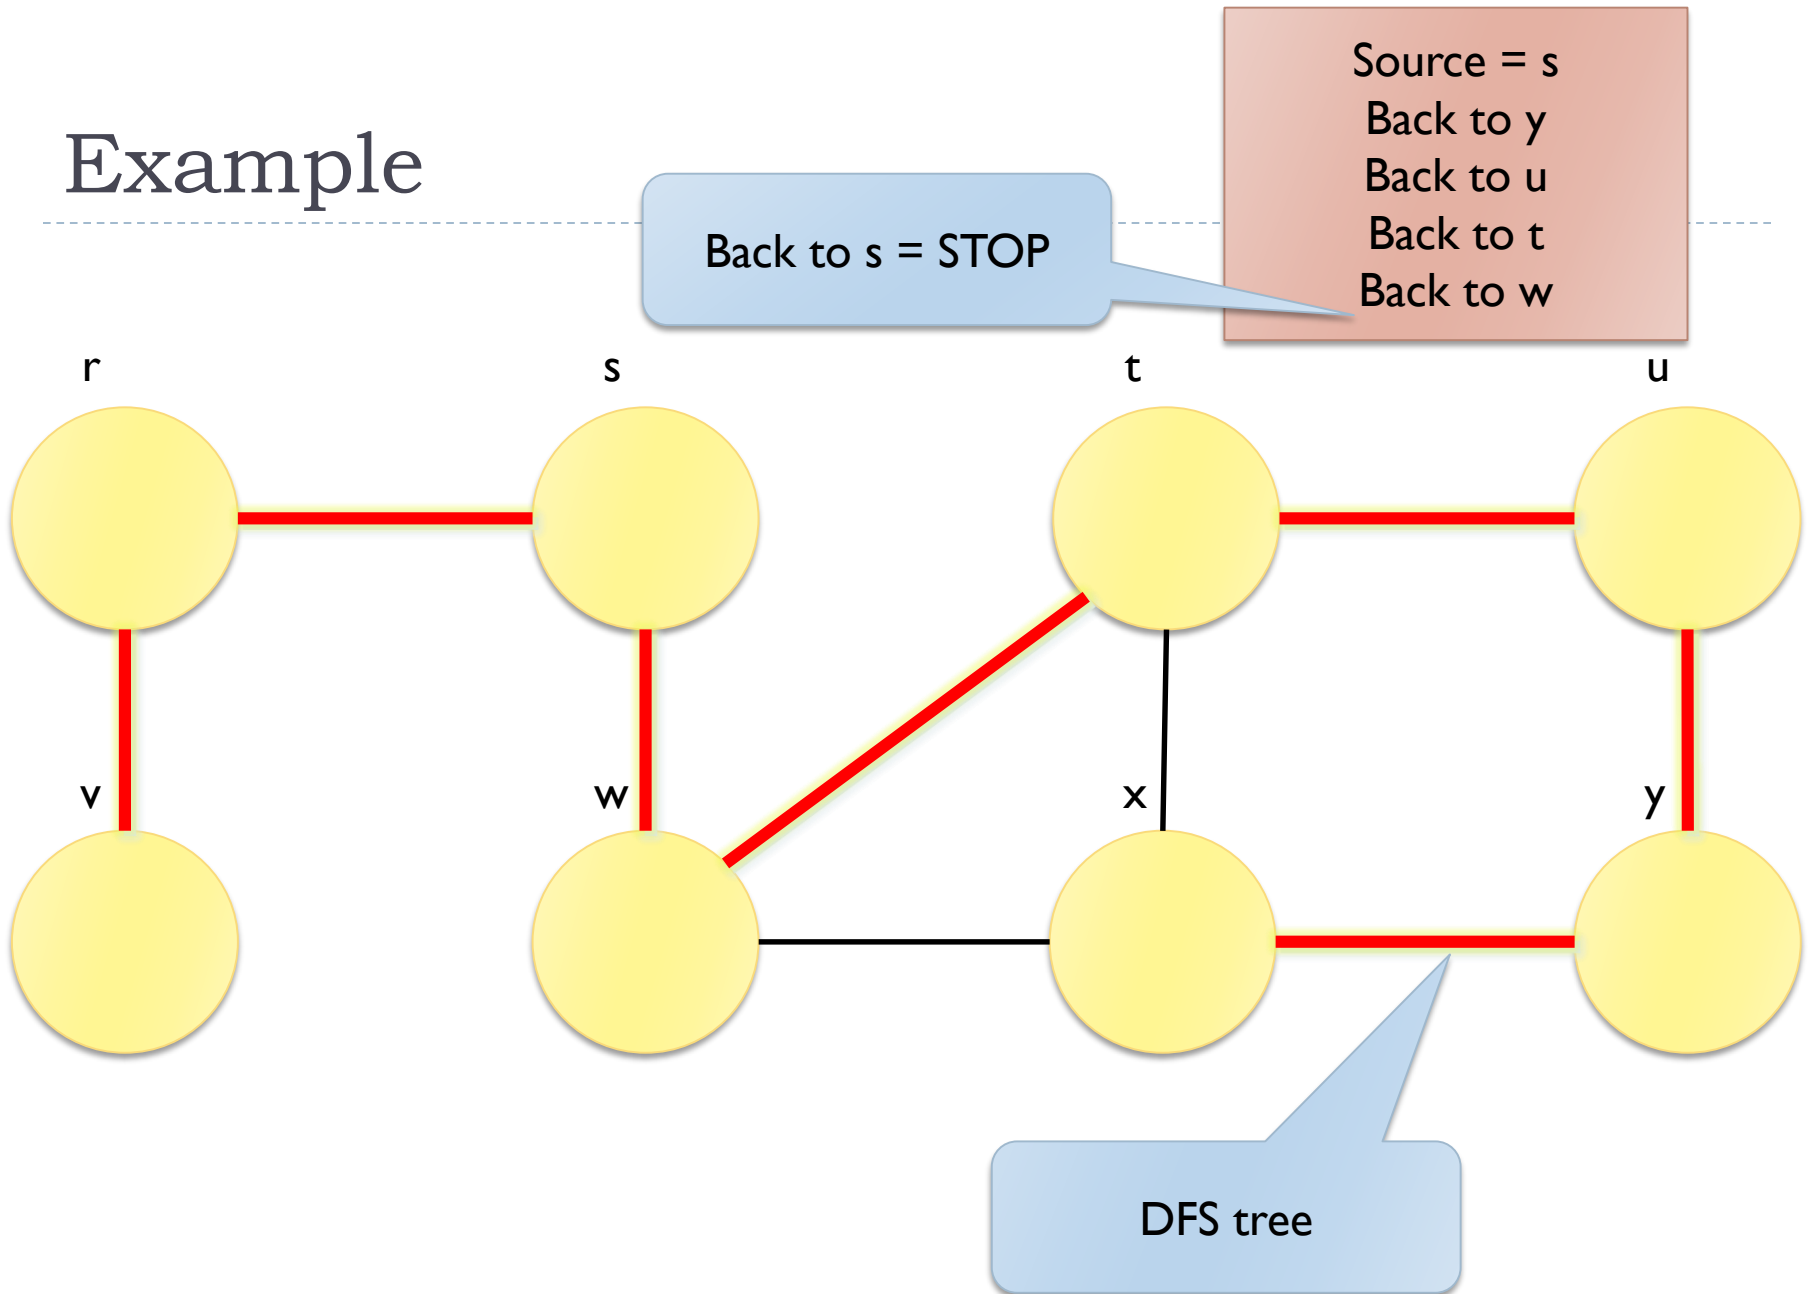 Source = s
Back to y
Back to u
Back to t
Back to w
Example
Back to s = STOP
r
s
t
u
v
w
x
y
DFS tree